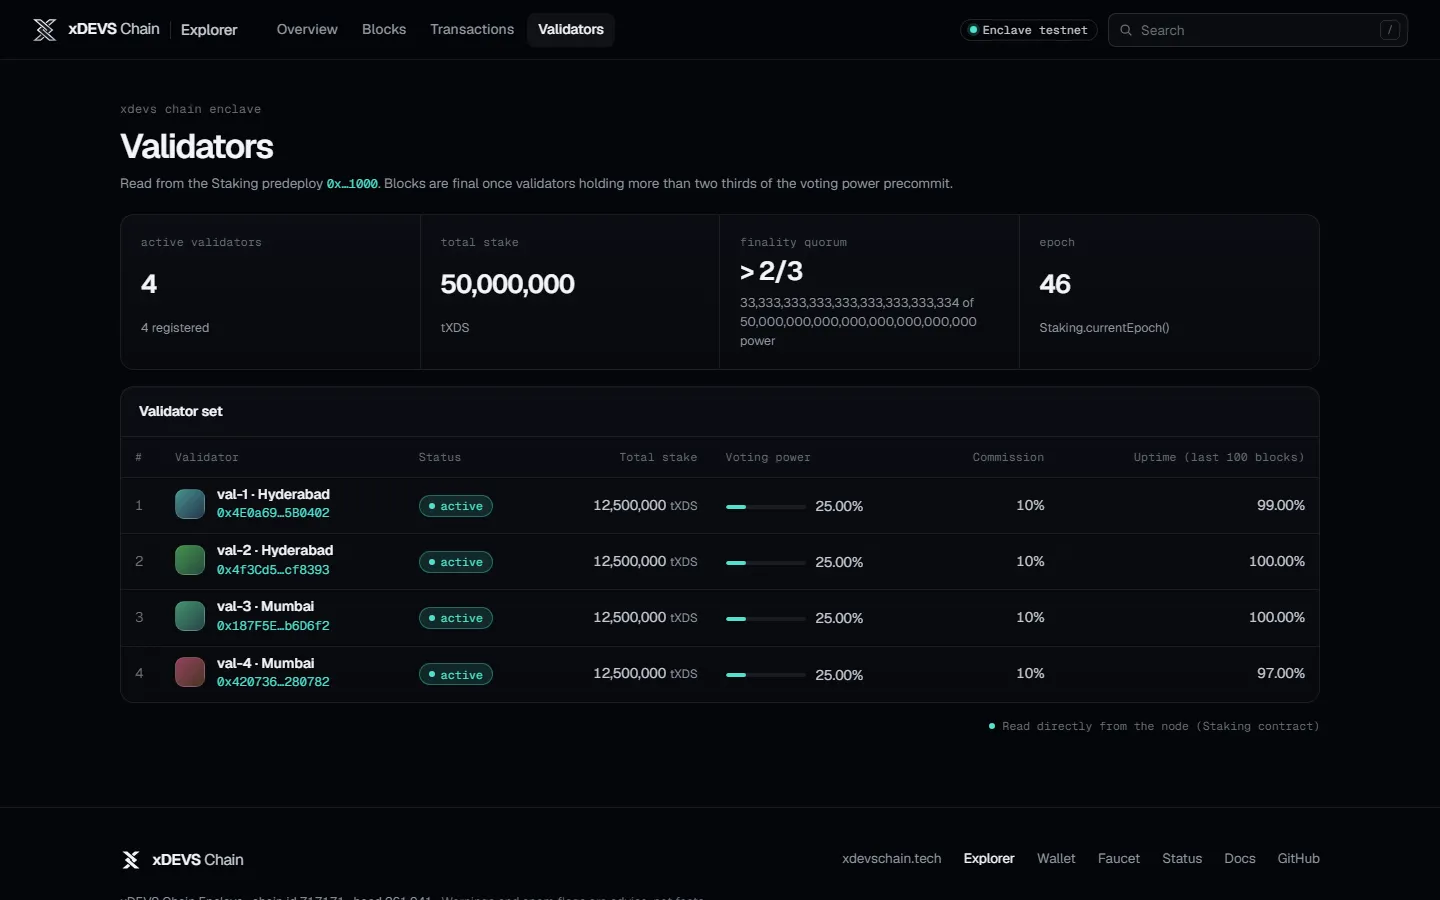 xDEVS Chain Explorer Overview Blocks Transactions Validators Enclave testnet Search /
xdevs chain enclave
Validators
Read from the Staking predeploy 0x…1000. Blocks are final once validators holding more than two thirds of the voting power precommit.
active validators
4
4 registered
total stake
50,000,000
tXDS
finality quorum
> 2/3
33,333,333,333,333,333,333,333,334 of
50,000,000,000,000,000,000,000,000
power
epoch
46
Staking.currentEpoch()
Validator set
# Validator Status Total stake Voting power Commission Uptime (last 100 blocks)
1 val-1 · Hyderabad active 12,500,000 tXDS 25.00% 10% 99.00%
0x4E0a69…5B0402
2 val-2 · Hyderabad active 12,500,000 tXDS 25.00% 10% 100.00%
0x4f3Cd5…cf8393
3 val-3 · Mumbai active 12,500,000 tXDS 25.00% 10% 100.00%
0x187F5E…b6D6f2
4 val-4 · Mumbai active 12,500,000 tXDS 25.00% 10% 97.00%
0x420736…280782
Read directly from the node (Staking contract)
xDEVS Chain xdevschain.tech Explorer Wallet Faucet Status Docs GitHub